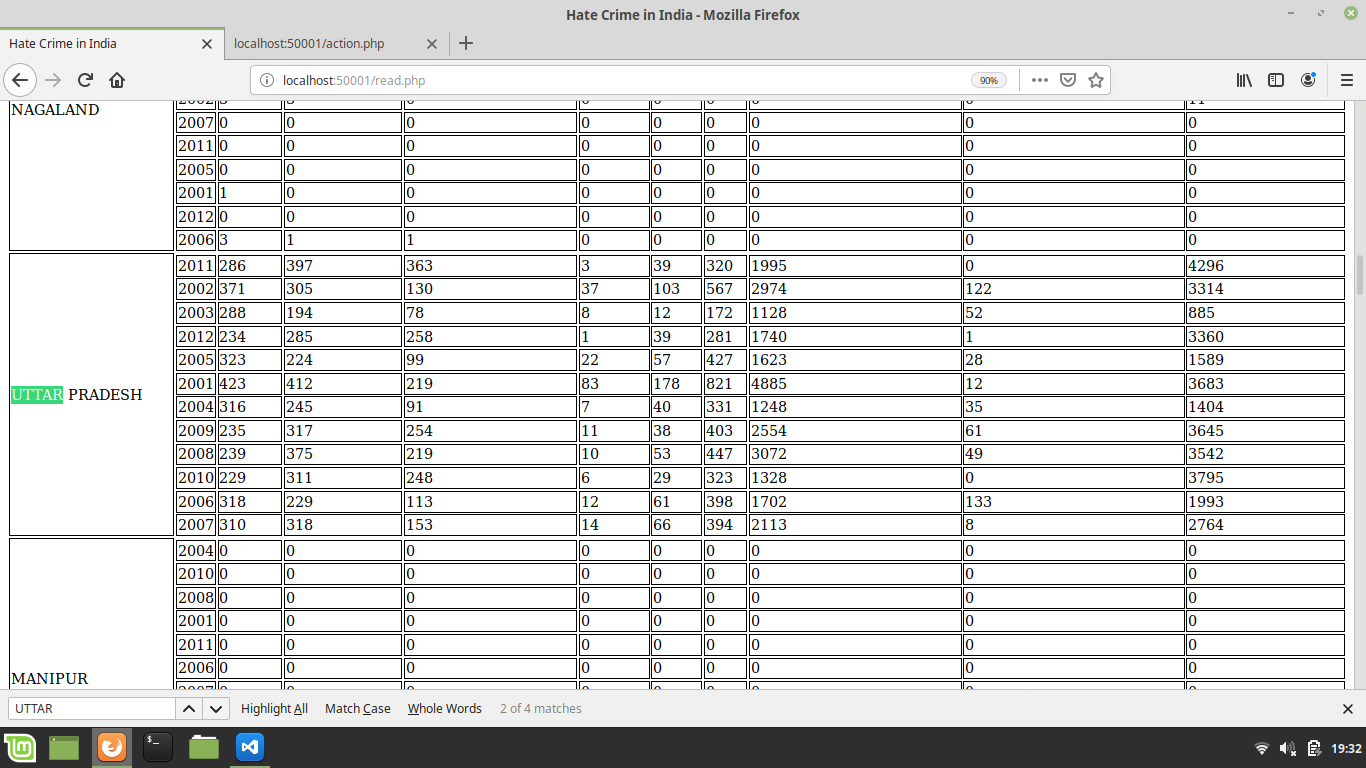 Hate Crime in India - Mozilla Firefox
Hate Crime in India
localhost:50001/action.php
localhost:50001/read.php
90%
NAGALAND
2007 0 0 0 0 0 0 0 0 0
2011 0 0 0 0 0 0 0 0 0
2005 0 0 0 0 0 0 0 0 0
2001 1 0 0 0 0 0 0 0 0
2012 0 0 0 0 0 0 0 0 0
2006 3 1 1 0 0 0 0 0 0
2011 286 397 363 3 39 320 1995 0 4296
2002 371 305 130 37 103 567 2974 122 3314
2003 288 194 78 8 12 172 1128 52 885
2012 234 285 258 1 39 281 1740 1 3360
2005 323 224 99 22 57 427 1623 28 1589
2001 423 412 219 83 178 821 4885 12 3683
UTTAR PRADESH
2004 316 245 91 7 40 331 1248 35 1404
2009 235 317 254 11 38 403 2554 61 3645
2008 239 375 219 10 53 447 3072 49 3542
2010 229 311 248 6 29 323 1328 0 3795
2006 318 229 113 12 61 398 1702 133 1993
2007 310 318 153 14 66 394 2113 8 2764
2004 0 0 0 0 0 0 0 0 0
2010 0 0 0 0 0 0 0 0 0
2008 0 0 0 0 0 0 0 0 0
2001 0 0 0 0 0 0 0 0 0
2011 0 0 0 0 0 0 0 0 0
2006 0 0 0 0 0 0 0 0 0
MANIPUR
UTTAR
Highlight All Match Case Whole Words 2 of 4 matches
19:32